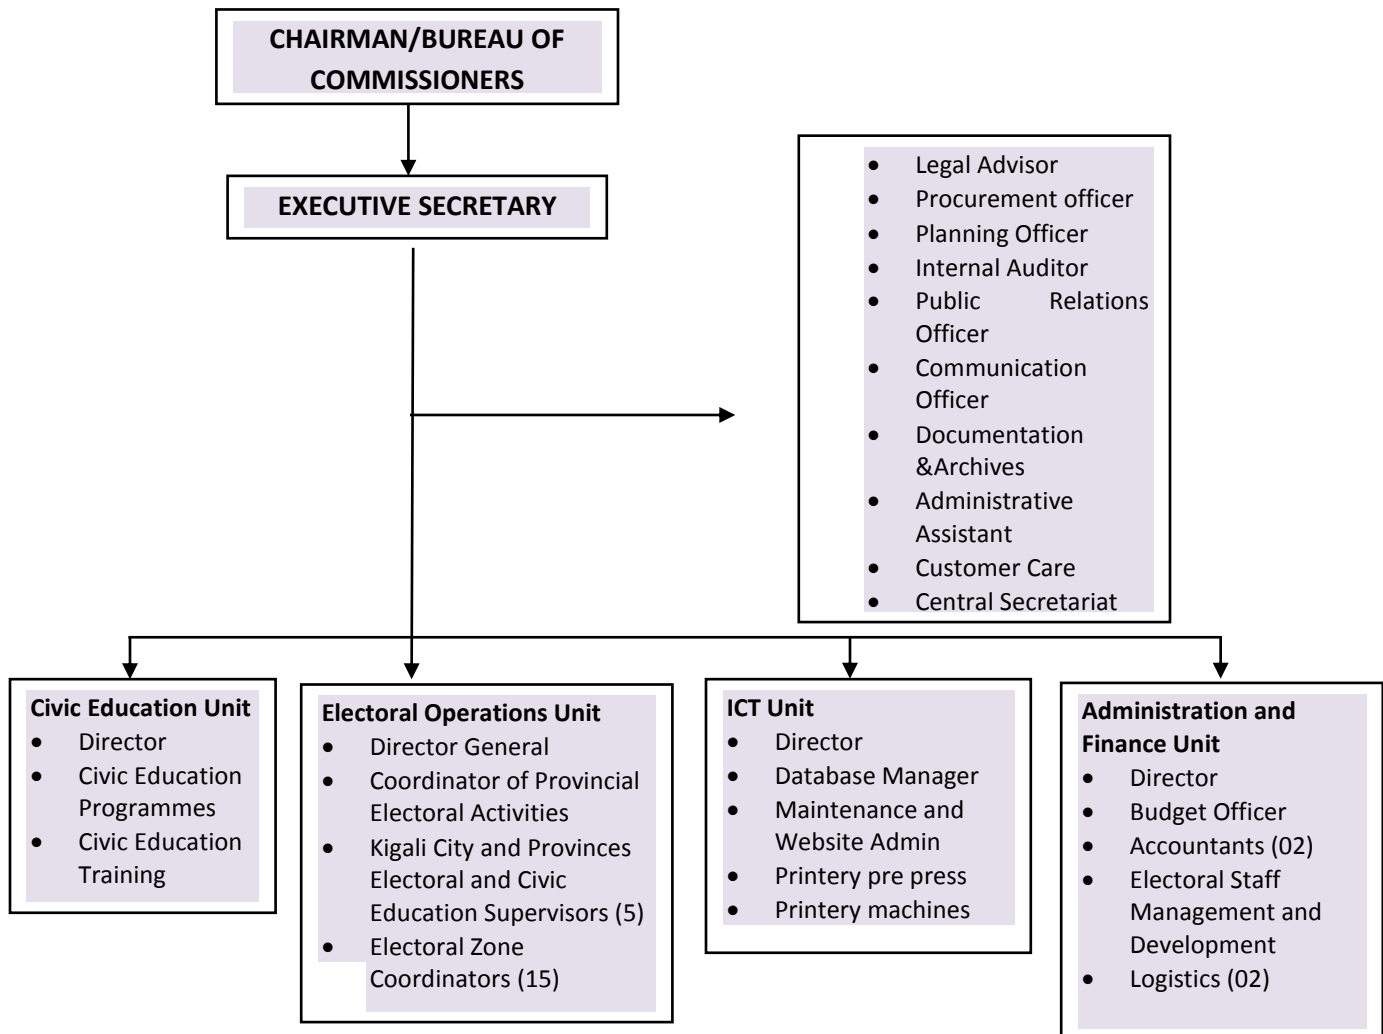 CHAIRMAN/BUREAU OF
COMMISSIONERS
EXECUTIVE SECRETARY
• Legal Advisor
• Procurement officer
• Planning Officer
• Internal Auditor
• Public Relations
Officer
• Communication
Officer
• Documentation
&Archives
• Administrative
Assistant
• Customer Care
• Central Secretariat
Civic Education Unit
• Director
• Civic Education
Programmes
• Civic Education
Training
Electoral Operations Unit
• Director General
• Coordinator of Provincial
Electoral Activities
• Kigali City and Provinces
Electoral and Civic
Education Supervisors (5)
• Electoral Zone
Coordinators (15)
ICT Unit
• Director
• Database Manager
• Maintenance and
Website Admin
• Printery pre press
• Printery machines
Administration and
Finance Unit
• Director
• Budget Officer
• Accountants (02)
• Electoral Staff
Management and
Development
• Logistics (02)